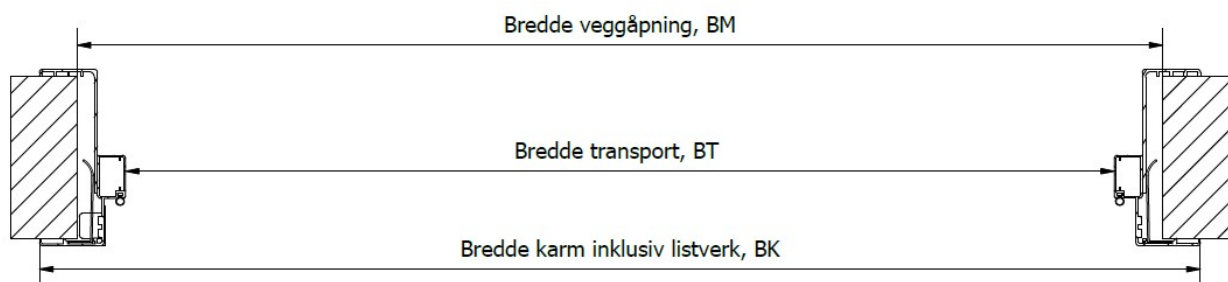 Bredde veggåpning, BM
Bredde transport, BT
Bredde karm inklusiv listverk, BK